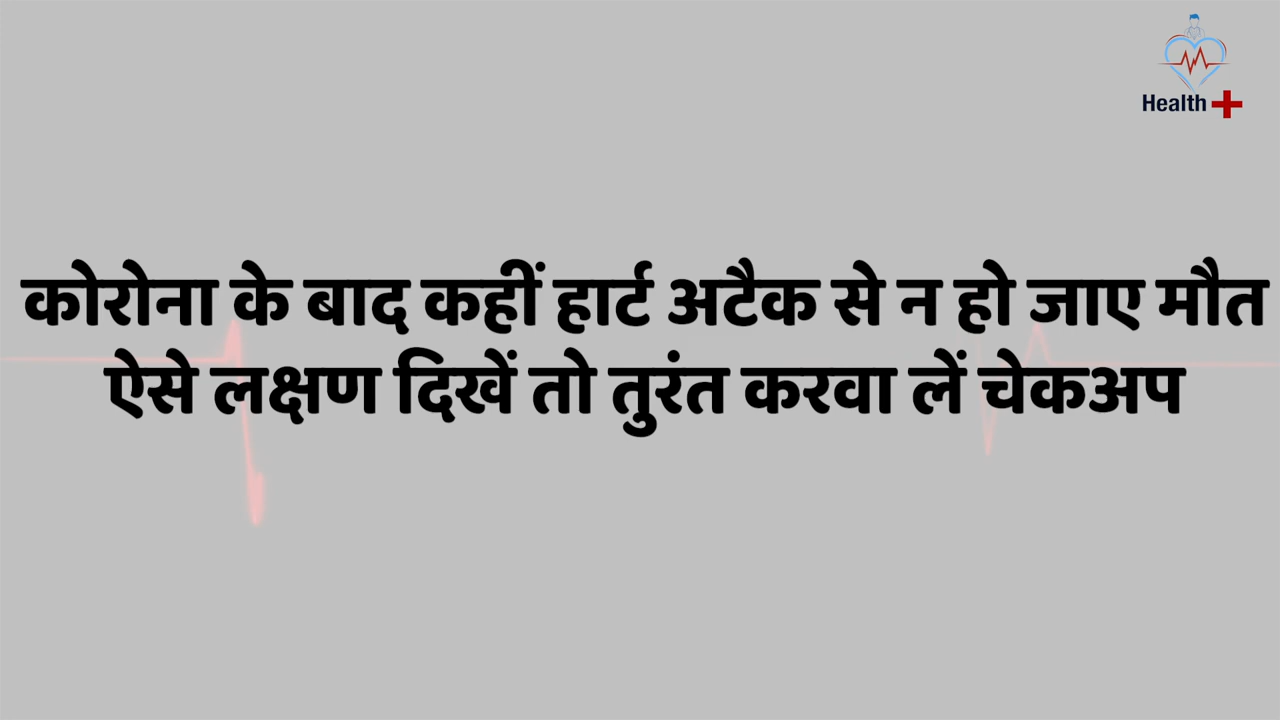 Health
कोरोना के बाद कहीं हार्ट अटैक से न हो जाए मौत
ऐसे लक्षण दिखें तो तुरंत करवा लें चेकअप